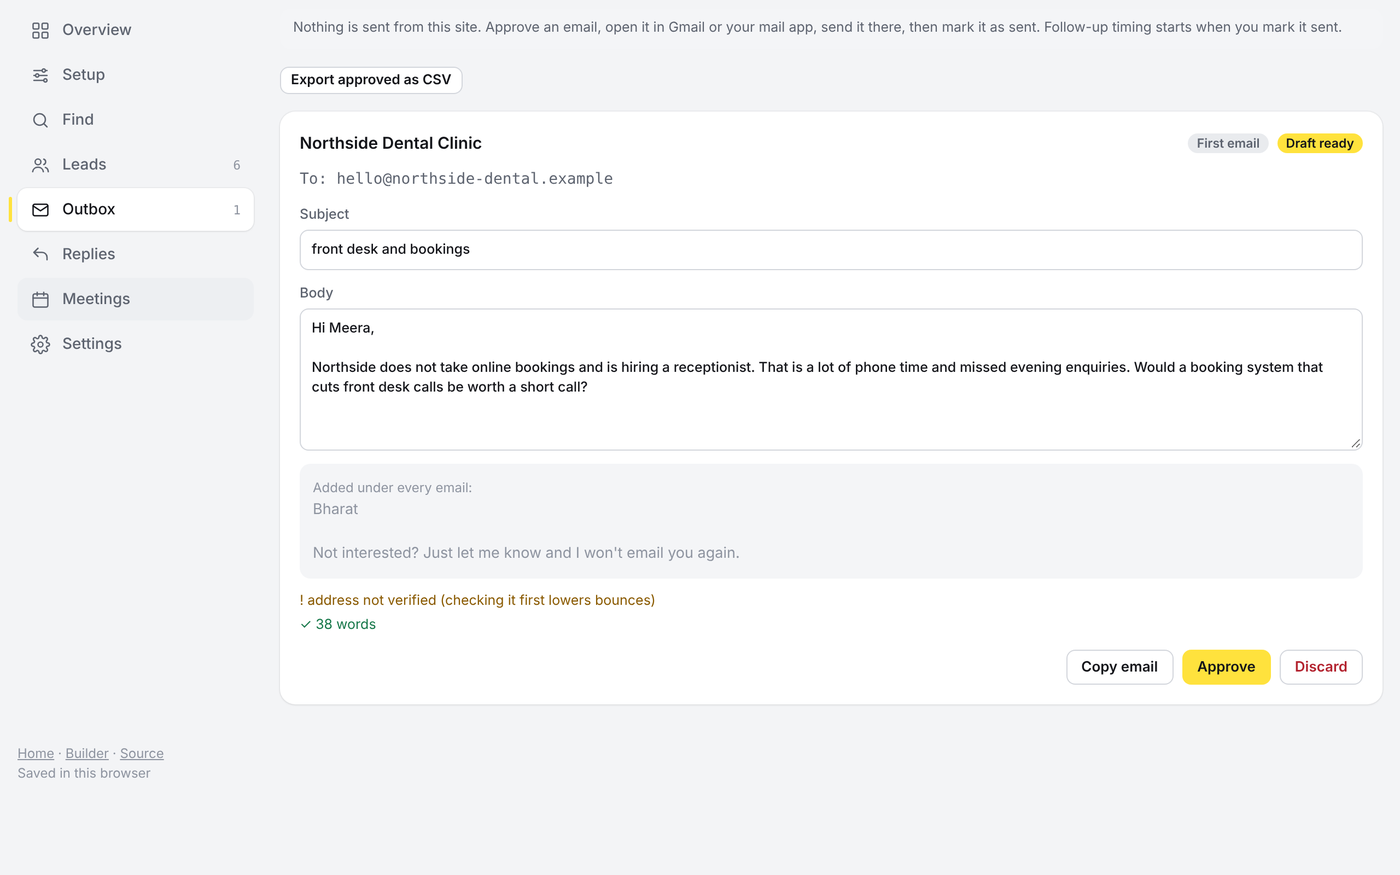 Overview
Setup
Find
Leads 6
Outbox 1
Replies
Meetings
Settings
Home · Builder · Source
Saved in this browser
Nothing is sent from this site. Approve an email, open it in Gmail or your mail app, send it there, then mark it as sent. Follow-up timing starts when you mark it sent.
Export approved as CSV
Northside Dental Clinic
First email Draft ready
To: hello@northside-dental.example
Subject
front desk and bookings
Body
Hi Meera,
Northside does not take online bookings and is hiring a receptionist. That is a lot of phone time and missed evening enquiries. Would a booking system that
cuts front desk calls be worth a short call?
Added under every email:
Bharat
Not interested? Just let me know and I won't email you again.
! address not verified (checking it first lowers bounces)
✓ 38 words
Copy email Approve Discard